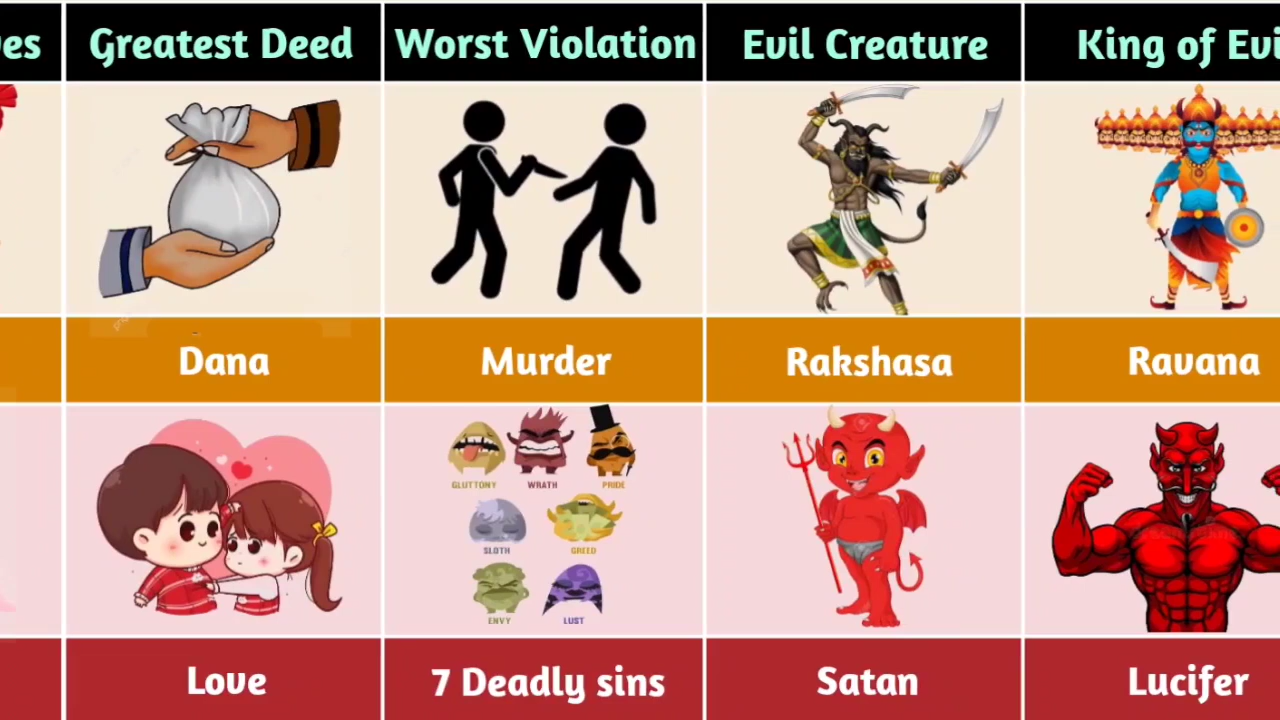 es
Greatest Deed
Worst Violation
Evil Creature
King of Evi
Dana
Murder
Rakshasa
Ravana
GLUTTONY
WRATH
PRIDE
SLOTH
GREED
ENVY
LUST
Love
7 Deadly sins
Satan
Lucifer